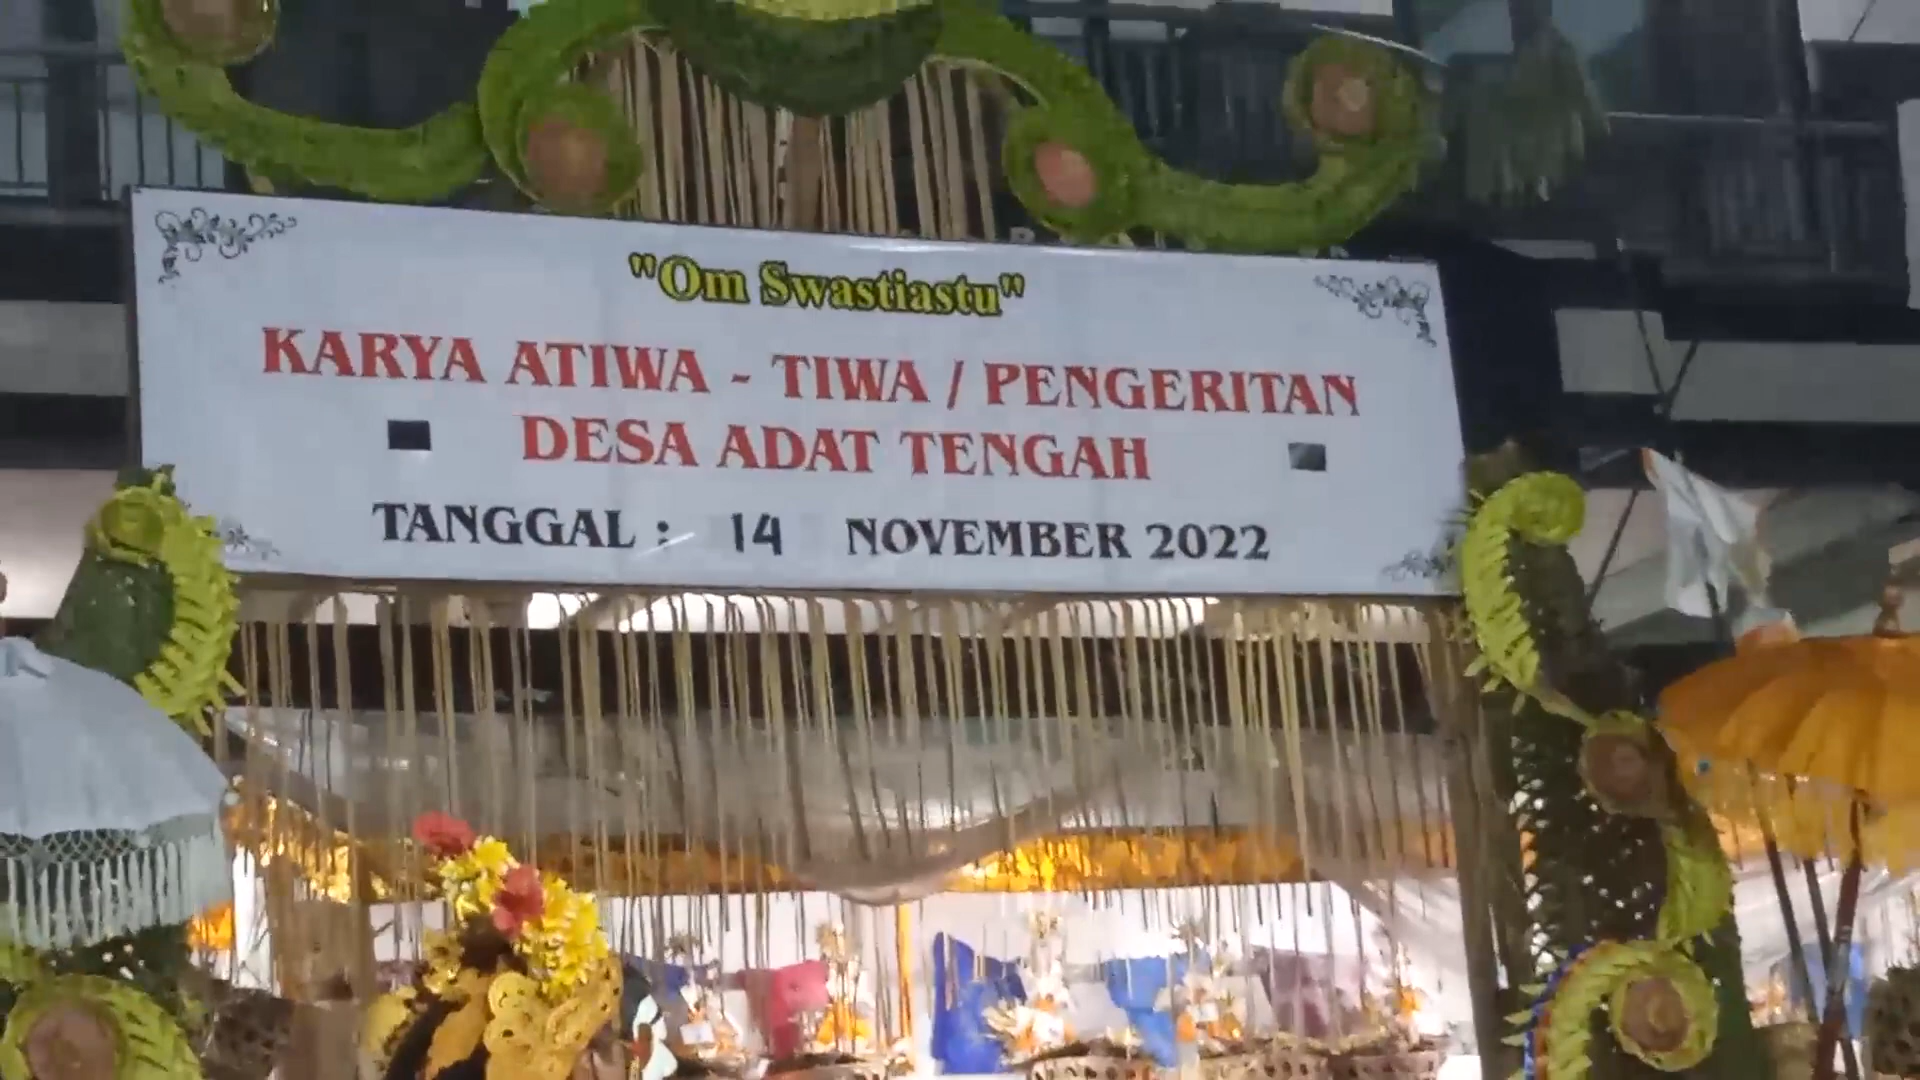 "Om Swastiastu"
KARYA ATIWA - TIWA / PENGERITAN
DESA ADAT TENGAH
TANGGAL : 14 NOVEMBER 2022